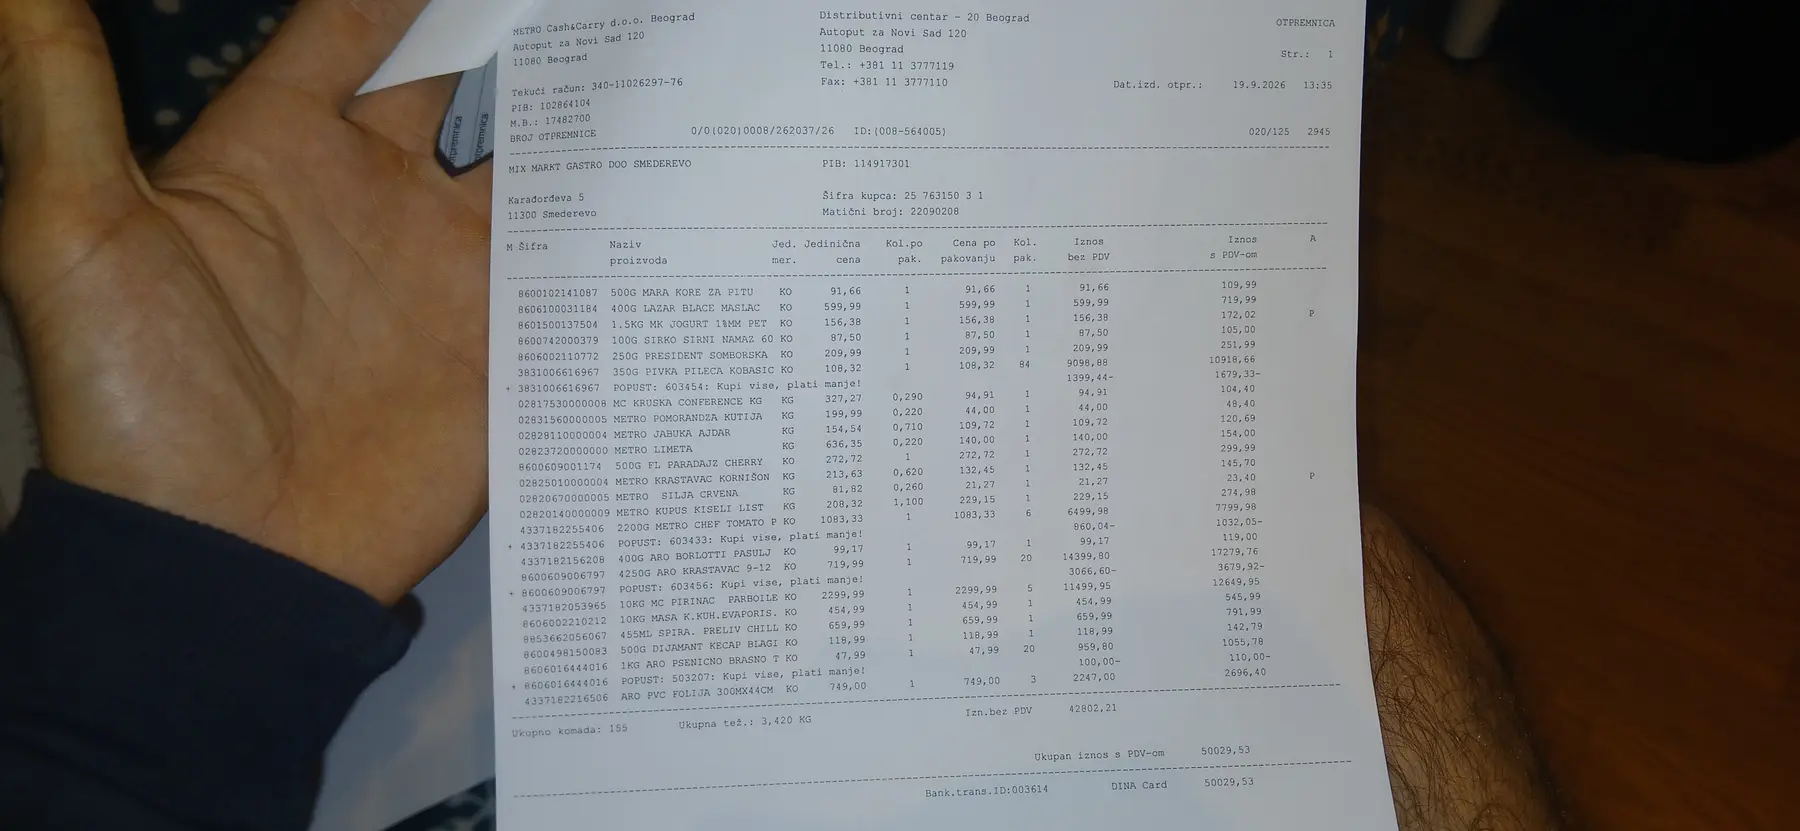 METRO Cash&Carry d.o.o. Beograd
Autoput za Novi Sad 120
11080 Beograd
Tekući račun: 340-11026297-76
PIB: 102864104
M.B.: 17482700
BROJ OTPREMNICE 0/0(020)0008/262037/26 ID:(008-564005) 020/125 2945
Distributivni centar - 20 Beograd
Autoput za Novi Sad 120
11080 Beograd
Tel.: +381 11 3777119
Fax: +381 11 3777110
OTPREMNICA
Str.: 1
Dat.izd. otpr.: 19.9.2026 13:35
otpremnica
otpremnica
MIX MARKT GASTRO DOO SMEDEREVO PIB: 114917301
Karađorđeva 5 Šifra kupca: 25 763150 3 1
11300 Smederevo Matični broj: 22090208
M Šifra Naziv Jed. Jedinična Kol.po Cena po Kol. Iznos Iznos A
proizvoda mer. cena pak. pakovanju pak. bez PDV s PDV-om
8600102141087 500G MARA KORE ZA PITU KO 91,66 1 91,66 1 91,66 109,99
8606100031184 400G LAZAR BLACE MASLAC KO 599,99 1 599,99 1 599,99 719,99
8601500137504 1.5KG MK JOGURT 1%MM PET KO 156,38 1 156,38 1 156,38 172,02 P
8600742000379 100G SIRKO SIRNI NAMAZ 60 KO 87,50 1 87,50 1 87,50 105,00
8606002110772 250G PRESIDENT SOMBORSKA KO 209,99 1 209,99 1 209,99 251,99
3831006616967 350G PIVKA PILECA KOBASIC KO 108,32 1 108,32 84 9098,88 10918,66
+ 3831006616967 POPUST: 603454: Kupi vise, plati manje! 1399,44- 1679,33-
02817530000008 MC KRUSKA CONFERENCE KG KG 327,27 0,290 94,91 1 94,91 104,40
02831560000005 METRO POMORANDZA KUTIJA KG 199,99 0,220 44,00 1 44,00 48,40
02828110000004 METRO JABUKA AJDAR KG 154,54 0,710 109,72 1 109,72 120,69
02823720000000 METRO LIMETA KG 636,35 0,220 140,00 1 140,00 154,00
8600609001174 500G FL PARADAJZ CHERRY KO 272,72 1 272,72 1 272,72 299,99
02825010000004 METRO KRASTAVAC KORNIŠON KG 213,63 0,620 132,45 1 132,45 145,70
02820670000005 METRO SILJA CRVENA KG 81,82 0,260 21,27 1 21,27 23,40 P
02820140000009 METRO KUPUS KISELI LIST KG 208,32 1,100 229,15 1 229,15 274,98
4337182255406 2200G METRO CHEF TOMATO P KO 1083,33 1 1083,33 6 6499,98 7799,98
+ 4337182255406 POPUST: 603433: Kupi vise, plati manje! 860,04- 1032,05-
4337182156208 400G ARO BORLOTTI PASULJ KO 99,17 1 99,17 1 99,17 119,00
8600609006797 4250G ARO KRASTAVAC 9-12 KO 719,99 1 719,99 20 14399,80 17279,76
+ 8600609006797 POPUST: 603456: Kupi vise, plati manje! 3066,60- 3679,92-
4337182053965 10KG MC PIRINAC PARBOILE KO 2299,99 1 2299,99 5 11499,95 12649,95
8606002210212 10KG MASA K.KUH.EVAPORIS. KO 454,99 1 454,99 1 454,99 545,99
8853662056067 455ML SPIRA. PRELIV CHILL KO 659,99 1 659,99 1 659,99 791,99
8600498150083 500G DIJAMANT KECAP BLAGI KO 118,99 1 118,99 1 118,99 142,79
8606016444016 1KG ARO PSENICNO BRASNO T KO 47,99 1 47,99 20 959,80 1055,78
+ 8606016444016 POPUST: 503207: Kupi vise, plati manje! 100,00- 110,00-
4337182216506 ARO PVC FOLIJA 300MX44CM KO 749,00 1 749,00 3 2247,00 2696,40
Ukupno komada: 155 Ukupna tež.: 3,420 KG Izn.bez PDV 42802,21
Ukupan iznos s PDV-om 50029,53
Bank.trans.ID:003614 DINA Card 50029,53